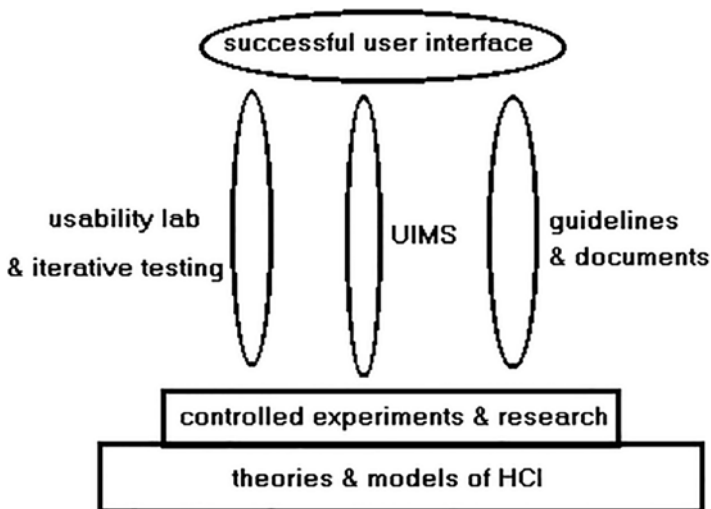 successful user interface
usability lab
& iterative testing
UIMS
guidelines
& documents
controlled experiments & research
theories & models of HCI